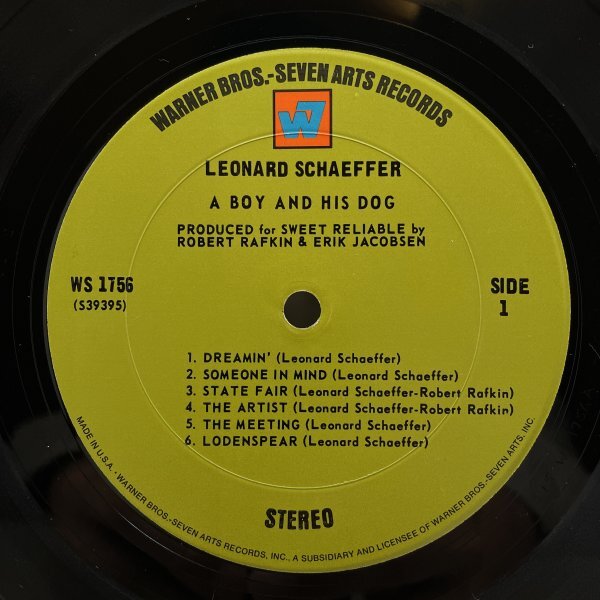 WARNER BROS.-SEVEN ARTS RECORDS
W7
LEONARD SCHAEFFER
A BOY AND HIS DOG
PRODUCED for SWEET RELIABLE by
ROBERT RAFKIN & ERIK JACOBSEN
WS 1756
(S39395)
SIDE
1
1. DREAMIN' (Leonard Schaeffer)
2. SOMEONE IN MIND (Leonard Schaeffer)
3. STATE FAIR (Leonard Schaeffer-Robert Rafkin)
4. THE ARTIST (Leonard Schaeffer-Robert Rafkin)
5. THE MEETING (Leonard Schaeffer)
6. LODENSPEAR (Leonard Schaeffer)
STEREO
MADE IN U.S.A. · WARNER BROS.-SEVEN ARTS RECORDS, INC., A SUBSIDIARY AND LICENSEE OF WARNER BROS.-SEVEN ARTS, INC.